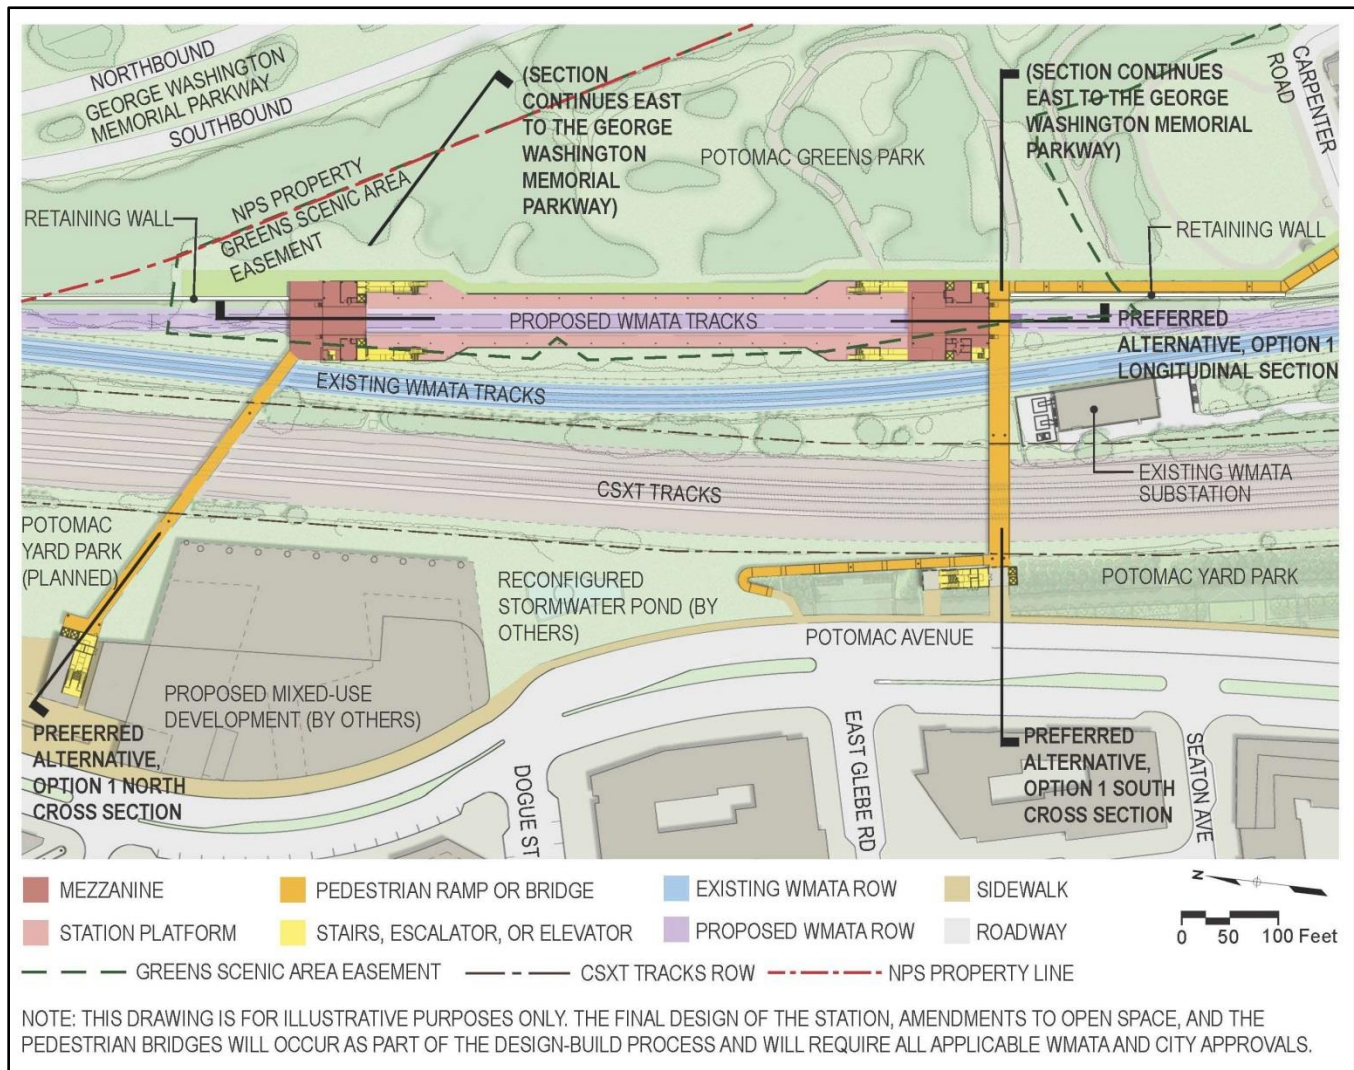 NORTHBOUND
GEORGE WASHINGTON
MEMORIAL PARKWAY
SOUTHBOUND
(SECTION
CONTINUES EAST
TO THE GEORGE
WASHINGTON
MEMORIAL
PARKWAY)
(SECTION CONTINUES
EAST TO THE GEORGE
WASHINGTON MEMORIAL
PARKWAY)
CARPENTER
ROAD
POTOMAC GREENS PARK
NPS PROPERTY
GREENS SCENIC AREA
EASEMENT
RETAINING WALL
RETAINING WALL
PROPOSED WMATA TRACKS
PREFERRED
ALTERNATIVE, OPTION 1
LONGITUDINAL SECTION
EXISTING WMATA TRACKS
EXISTING WMATA
SUBSTATION
CSXT TRACKS
POTOMAC
YARD PARK
(PLANNED)
RECONFIGURED
STORMWATER POND (BY
OTHERS)
POTOMAC YARD PARK
POTOMAC AVENUE
PROPOSED MIXED-USE
DEVELOPMENT (BY OTHERS)
PREFERRED
ALTERNATIVE,
OPTION 1 NORTH
CROSS SECTION
DOGUE ST
EAST GLEBE RD
PREFERRED
ALTERNATIVE,
OPTION 1 SOUTH
CROSS SECTION
SEATON AVE
MEZZANINE
PEDESTRIAN RAMP OR BRIDGE
EXISTING WMATA ROW
SIDEWALK
STATION PLATFORM
STAIRS, ESCALATOR, OR ELEVATOR
PROPOSED WMATA ROW
ROADWAY
N
0 50 100 Feet
GREENS SCENIC AREA EASEMENT
CSXT TRACKS ROW
NPS PROPERTY LINE
NOTE: THIS DRAWING IS FOR ILLUSTRATIVE PURPOSES ONLY. THE FINAL DESIGN OF THE STATION, AMENDMENTS TO OPEN SPACE, AND THE
PEDESTRIAN BRIDGES WILL OCCUR AS PART OF THE DESIGN-BUILD PROCESS AND WILL REQUIRE ALL APPLICABLE WMATA AND CITY APPROVALS.